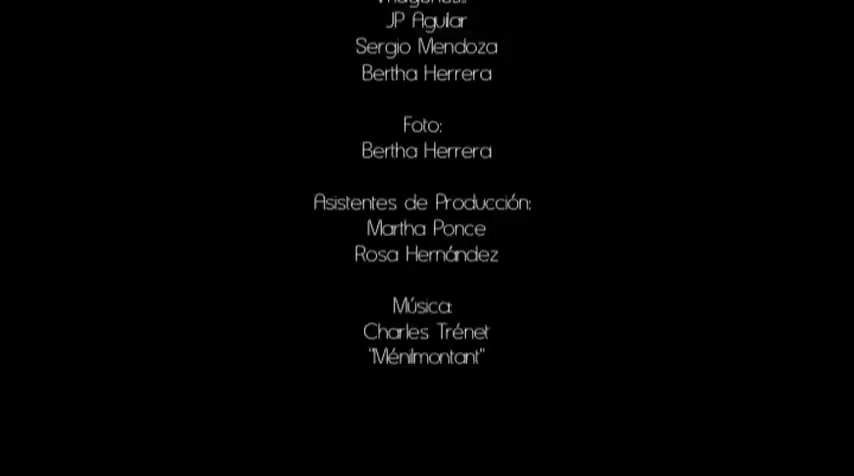 Imágenes:
JP Aguilar
Sergio Mendoza
Bertha Herrera
Foto:
Bertha Herrera
Asistentes de Producción:
Martha Ponce
Rosa Hernández
Música:
Charles Trénet
"Ménilmontant"